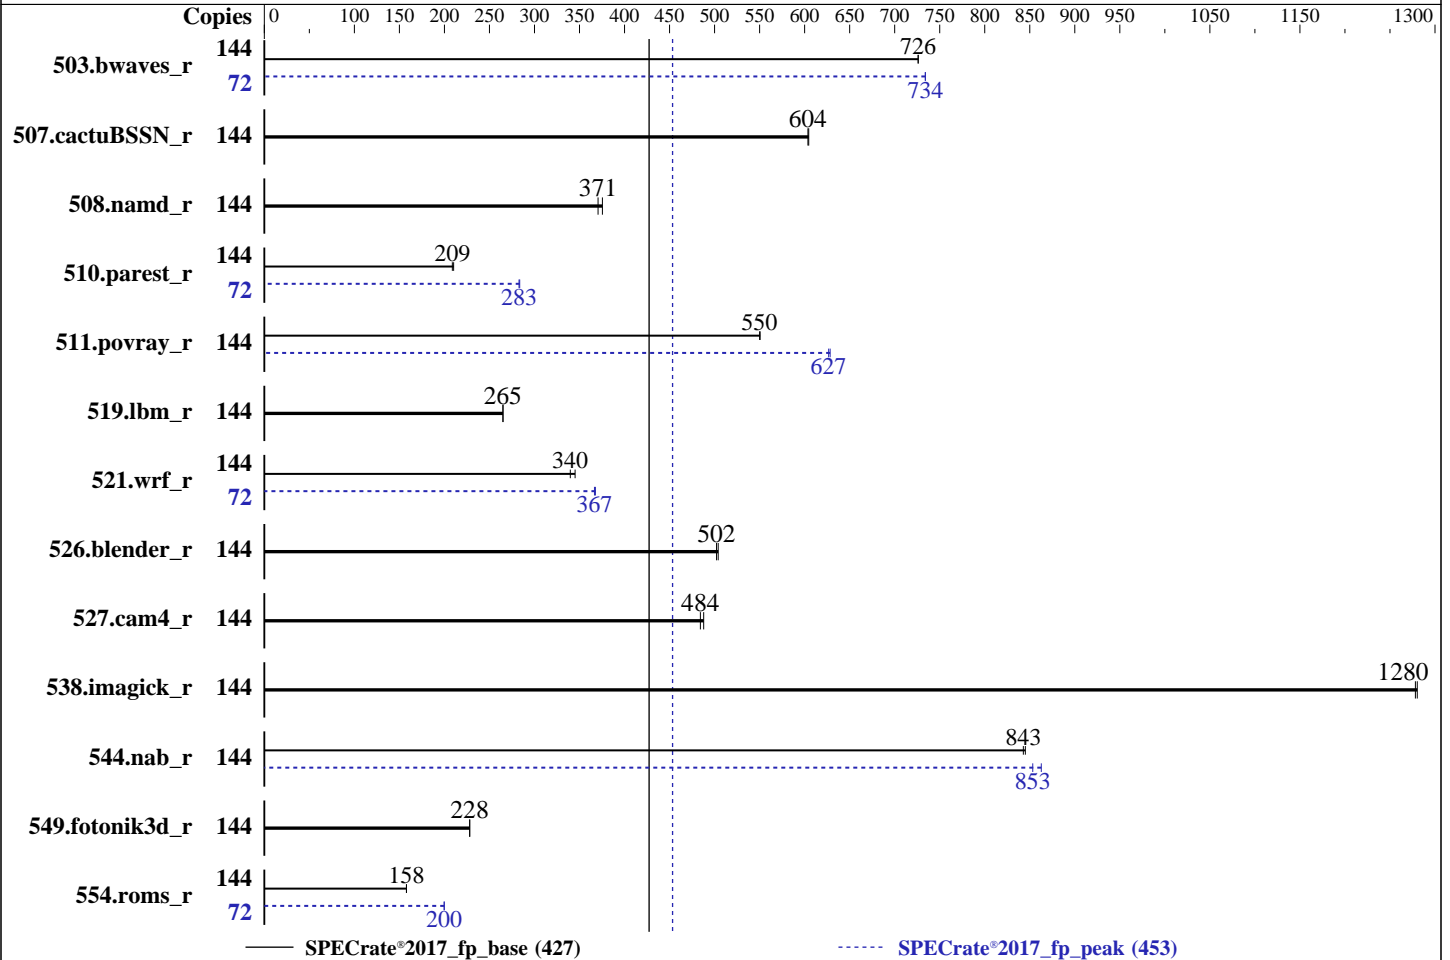 Copies 0 100 150 200 250 300 350 400 450 500 550 600 650 700 750 800 850 900 950 1050 1150 1300
503.bwaves_r 144 726
72 734
507.cactuBSSN_r 144 604
508.namd_r 144 371
510.parest_r 144 209
72 283
511.povray_r 144 550
627
519.lbm_r 144 265
521.wrf_r 144 340
72 367
526.blender_r 144 502
527.cam4_r 144 484
538.imagick_r 144 1280
544.nab_r 144 843
853
549.fotonik3d_r 144 228
554.roms_r 144 158
72 200
SPECrate®2017_fp_base (427) SPECrate®2017_fp_peak (453)